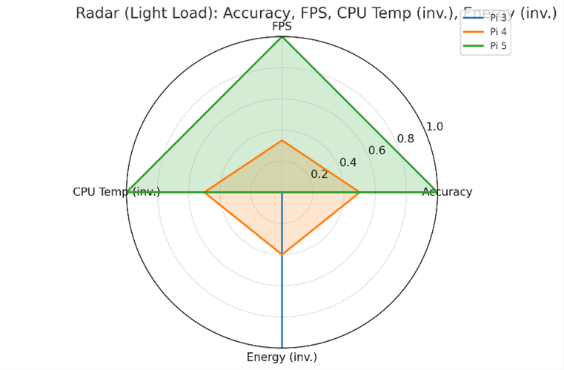 Radar (Light Load): Accuracy, FPS, CPU Temp (inv.), Energy (inv.)
Pi 3
Pi 4
Pi 5
FPS
1.0
0.8
0.6
0.4
0.2
CPU Temp (inv.)
Accuracy
Energy (inv.)